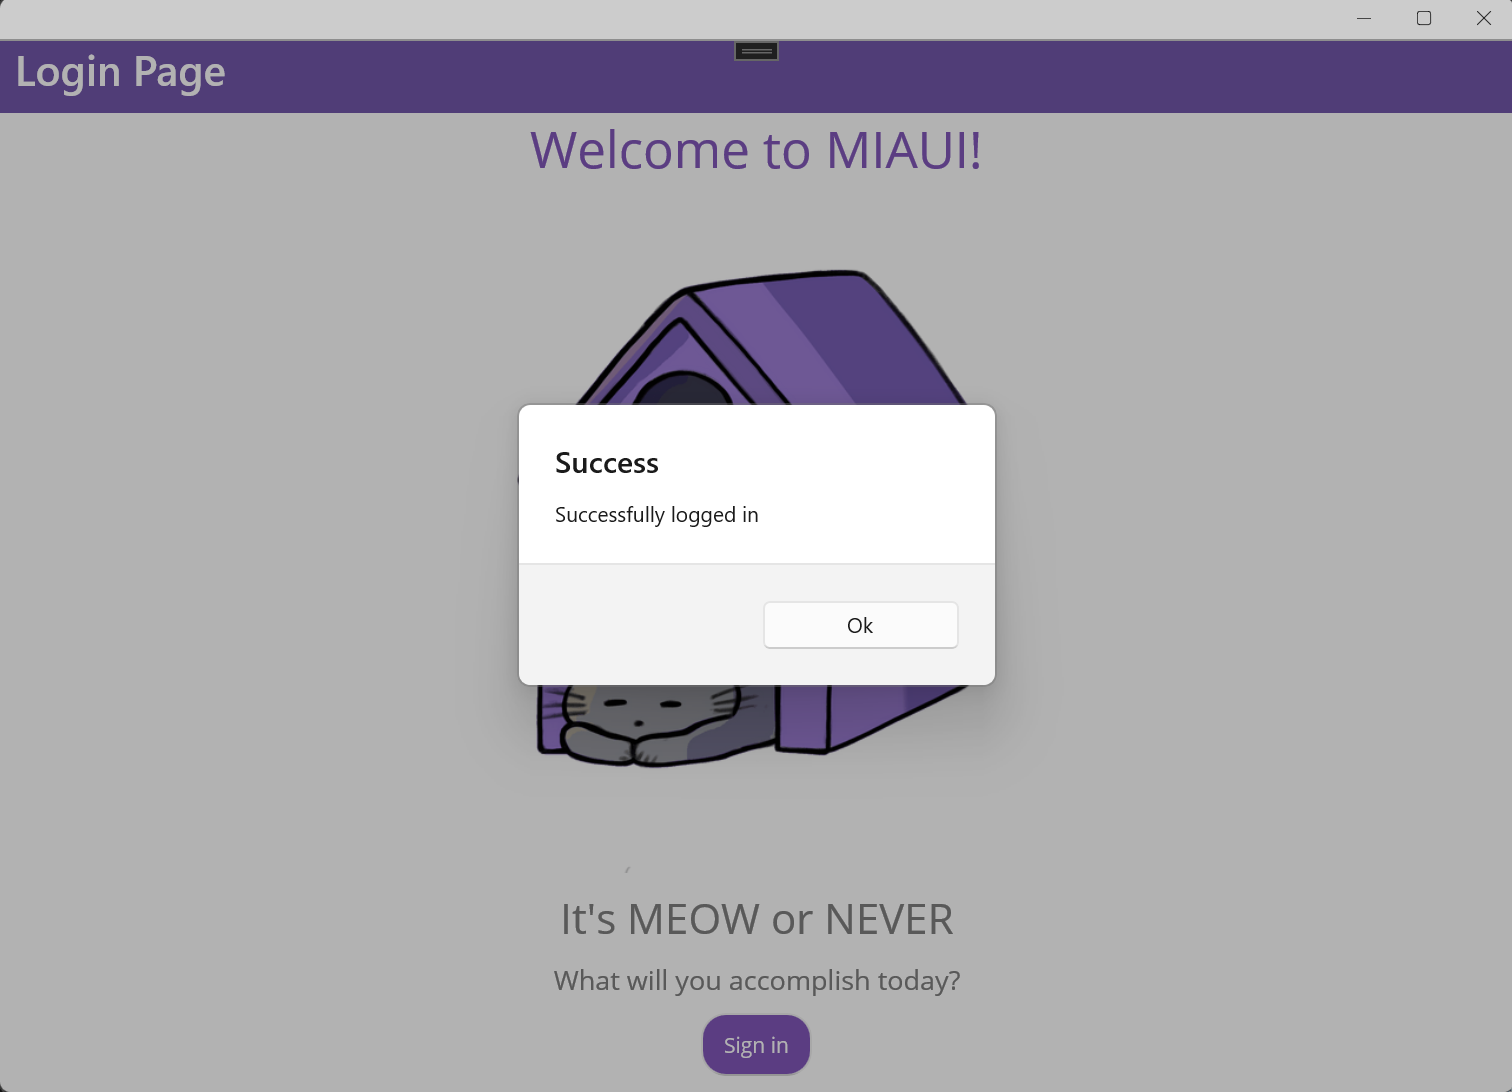 Login Page
Welcome to MIAUI!
Success
Successfully logged in
Ok
It's MEOW or NEVER
What will you accomplish today?
Sign in